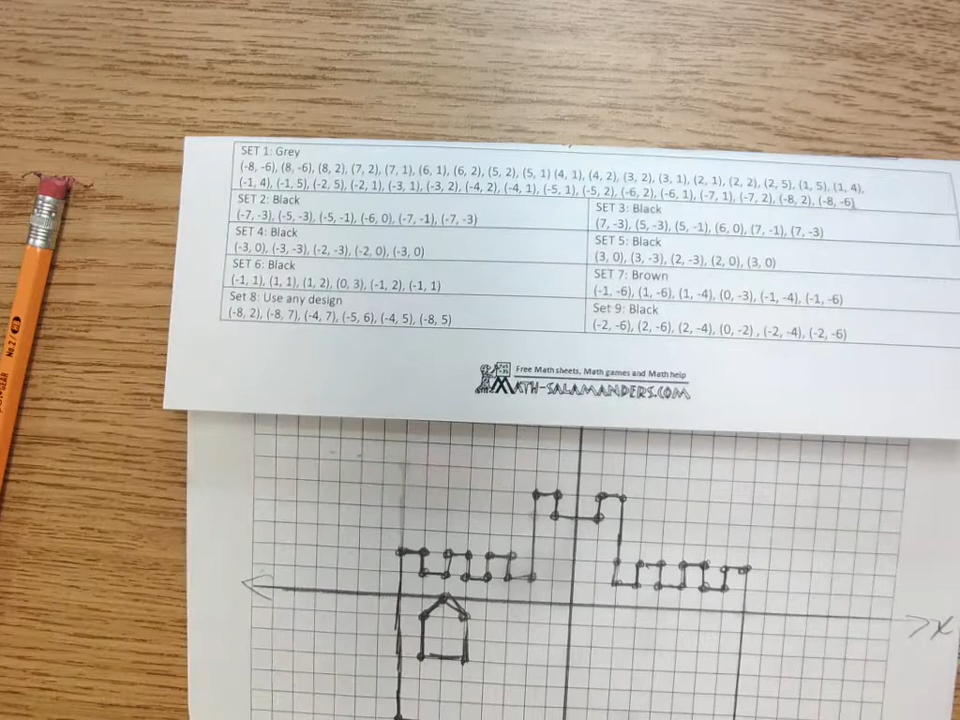 SET 1: Grey
(-8, -6), (8, -6), (8, 2), (7, 2), (7, 1), (6, 1), (6, 2), (5, 2), (5, 1) (4, 1), (4, 2), (3, 2), (3, 1), (2, 1), (2, 2), (2, 5), (1, 5), (1, 4),
(-1, 4), (-1, 5), (-2, 5), (-2, 1), (-3, 1), (-3, 2), (-4, 2), (-4, 1), (-5, 1), (-5, 2), (-6, 2), (-6, 1), (-7, 1), (-7, 2), (-8, 2), (-8, -6)
SET 2: Black
(-7, -3), (-5, -3), (-5, -1), (-6, 0), (-7, -1), (-7, -3)
SET 3: Black
(7, -3), (5, -3), (5, -1), (6, 0), (7, -1), (7, -3)
SET 4: Black
(-3, 0), (-3, -3), (-2, -3), (-2, 0), (-3, 0)
SET 5: Black
(3, 0), (3, -3), (2, -3), (2, 0), (3, 0)
SET 6: Black
(-1, 1), (1, 1), (1, 2), (0, 3), (-1, 2), (-1, 1)
SET 7: Brown
(-1, -6), (1, -6), (1, -4), (0, -3), (-1, -4), (-1, -6)
Set 8: Use any design
(-8, 2), (-8, 7), (-4, 7), (-5, 6), (-4, 5), (-8, 5)
Set 9: Black
(-2, -6), (2, -6), (2, -4), (0, -2) , (-2, -4), (-2, -6)
Free Math sheets, Math games and Math help
MATH-SALAMANDERS.COM
x
No. 2